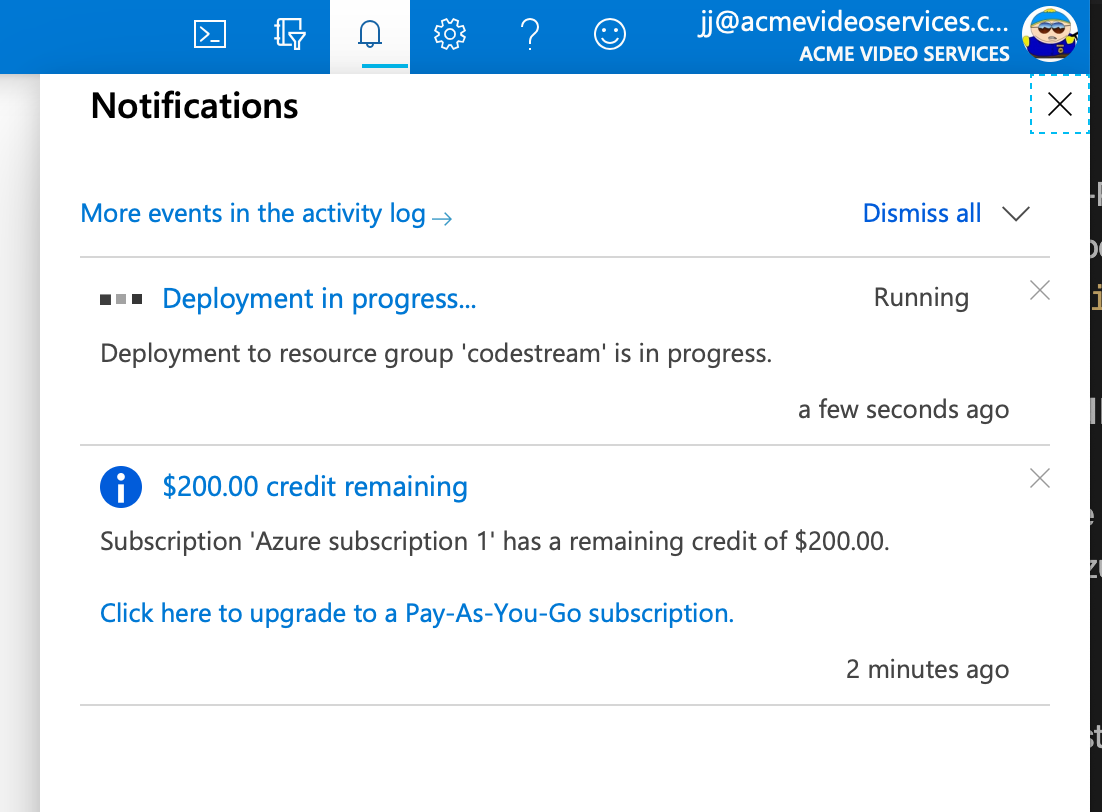 jj@acmevideoservices.c...
ACME VIDEO SERVICES
Notifications
More events in the activity log→
Dismiss all
Deployment in progress...
Running
Deployment to resource group 'codestream' is in progress.
a few seconds ago
$200.00 credit remaining
Subscription 'Azure subscription 1' has a remaining credit of $200.00.
Click here to upgrade to a Pay-As-You-Go subscription.
2 minutes ago